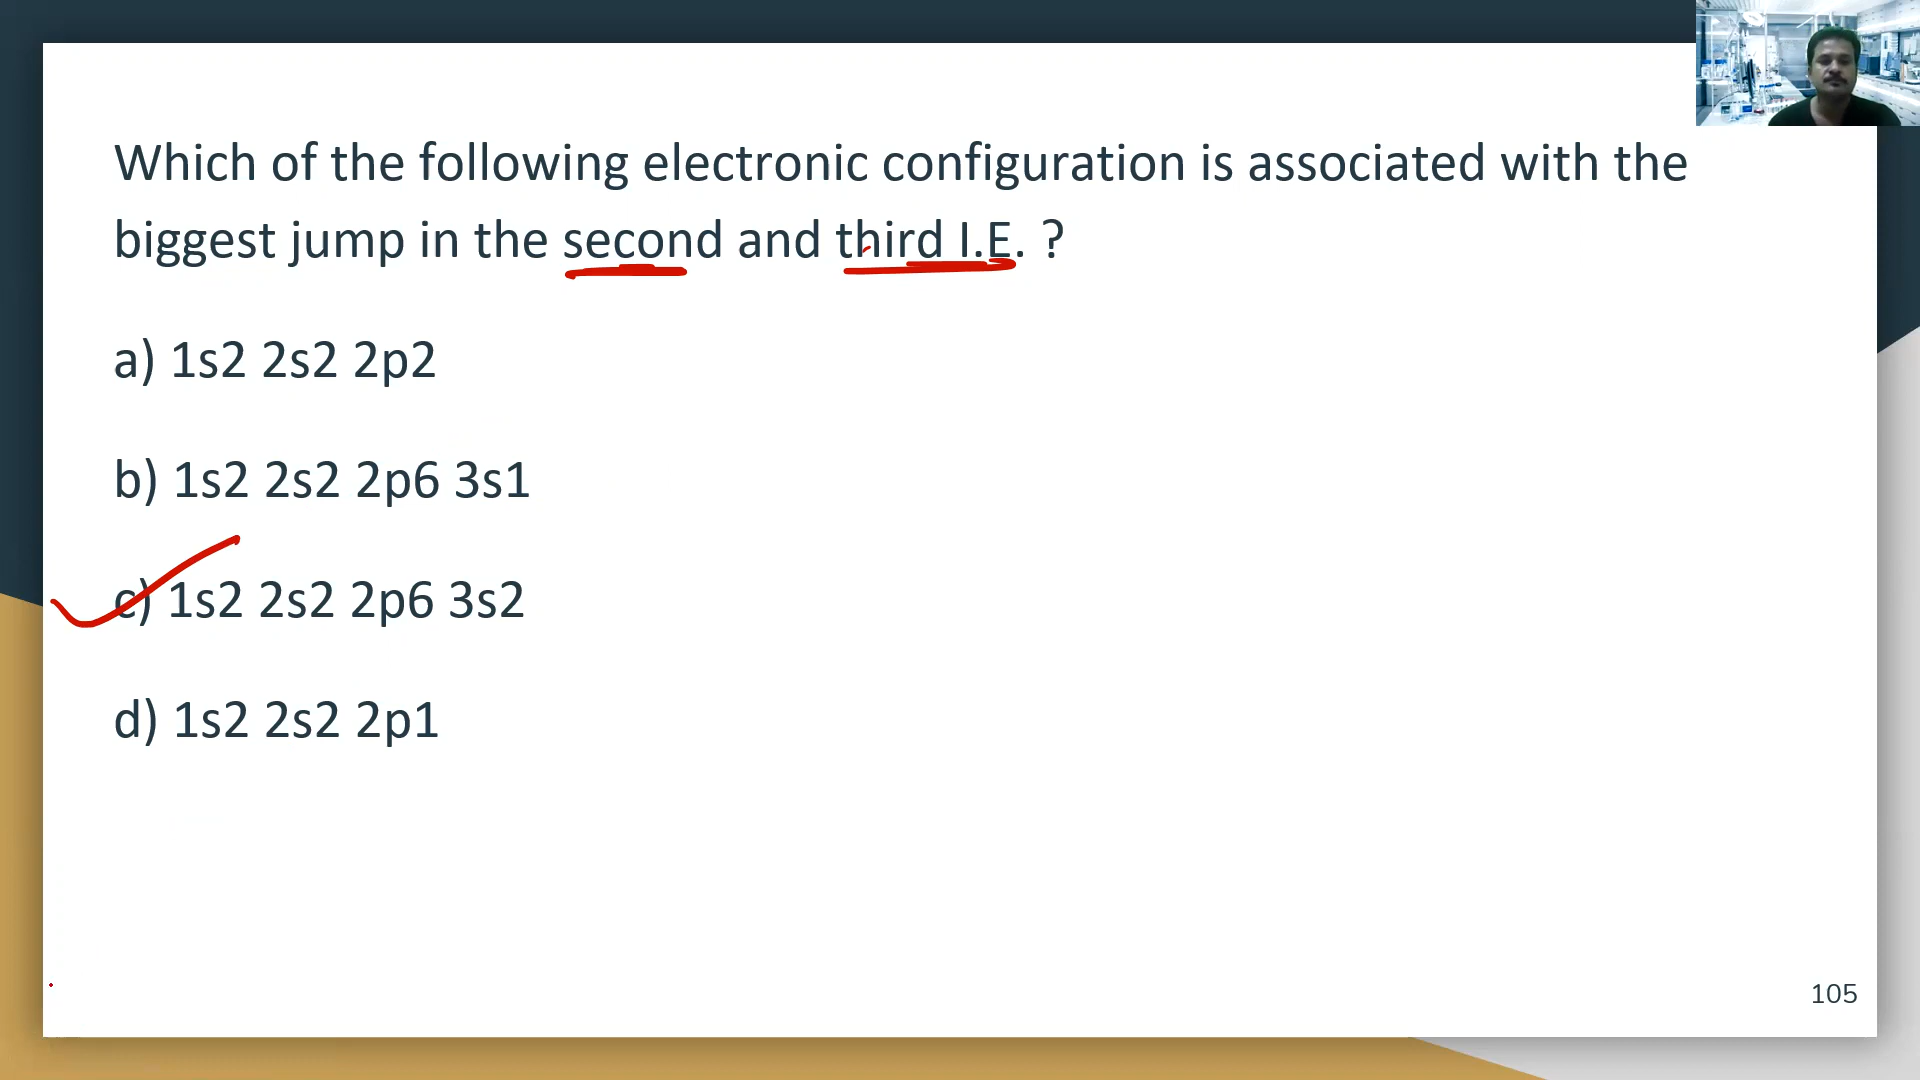 Which of the following electronic configuration is associated with the
biggest jump in the second and third I.E. ?
a) 1s2 2s2 2p2
b) 1s2 2s2 2p6 3s1
c) 1s2 2s2 2p6 3s2
d) 1s2 2s2 2p1
105